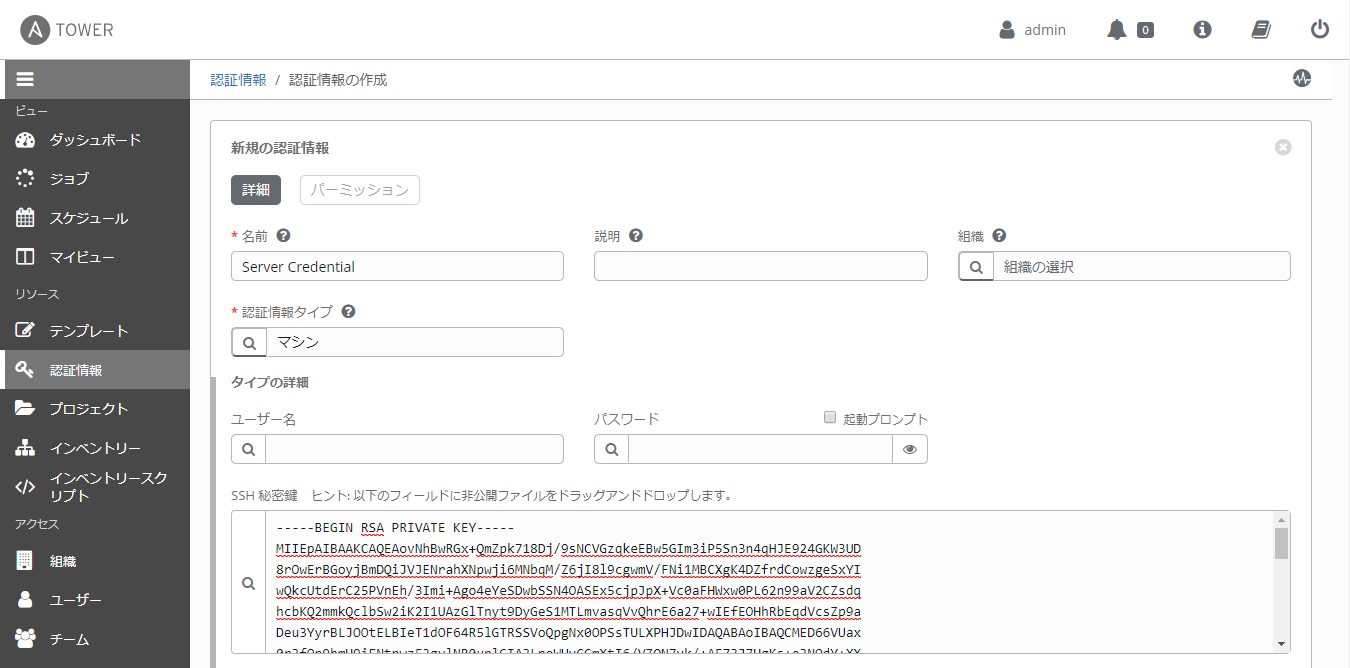 A TOWER
admin
0
認証情報 / 認証情報の作成
ビュー
ダッシュボード
ジョブ
スケジュール
マイビュー
リソース
テンプレート
認証情報
プロジェクト
インベントリー
インベントリースク
リプト
アクセス
組織
ユーザー
チーム
新規の認証情報
詳細 パーミッション
* 名前 説明 組織
Server Credential 組織の選択
* 認証情報タイプ
マシン
タイプの詳細
ユーザー名 パスワード 起動プロンプト
SSH 秘密鍵 ヒント: 以下のフィールドに非公開ファイルをドラッグアンドドロップします。
-----BEGIN RSA PRIVATE KEY-----
MIIEpAIBAAKCAQEAovNhBwRGx+QmZpk718Dj/9sNCVGzqkeEBw5GIm3iP5Sn3n4qHJE924GKW3UD
8rOwErBGoyjBmDQiJVJENrahXNpwji6MNbqM/Z6jI8l9cgwmV/FNi1MBCXgK4DZfrdCowzgeSxYI
wQkcUtdErC25PVnEh/3Imi+Ago4eYeSDwbSSN4OASEx5cjpJpX+Vc0aFHWxw0PL62n99aV2CZsdq
hcbKQ2mmkQclbSw2iK2I1UAzGlTnyt9DyGeS1MTLmvasqVvQhrE6a27+wIEfEOHhRbEqdVcsZp9a
Deu3YyrBLJOOtELBIeT1dOF64R5lGTRSSVoQpgNx0OPSsTULXPHJDwIDAQABAoIBAQCMED66VUax